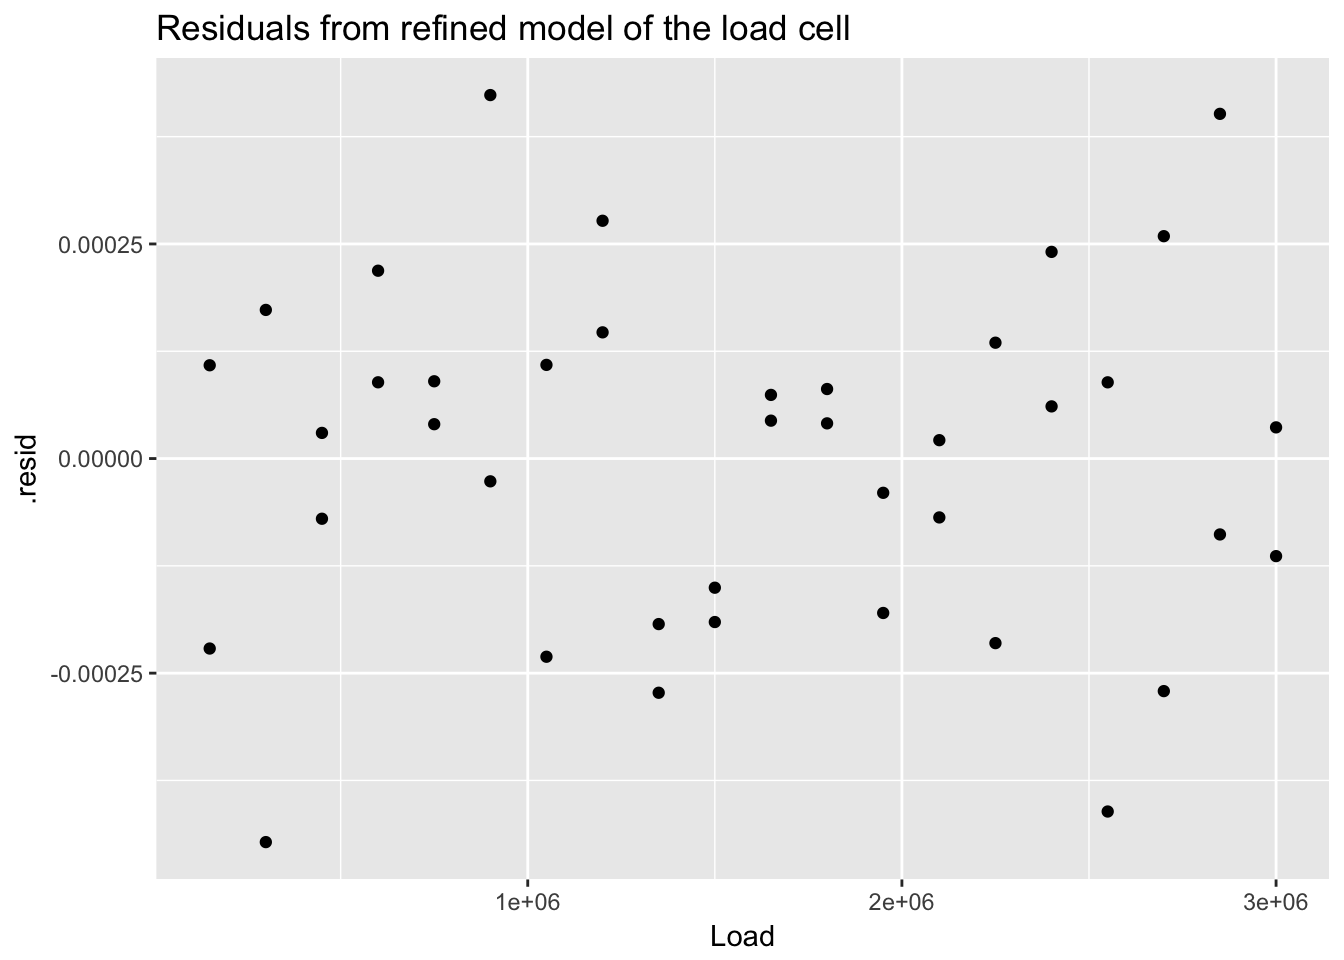 Residuals from refined model of the load cell
.resid
0.00025
0.00000
-0.00025
1e+06 2e+06 3e+06
Load